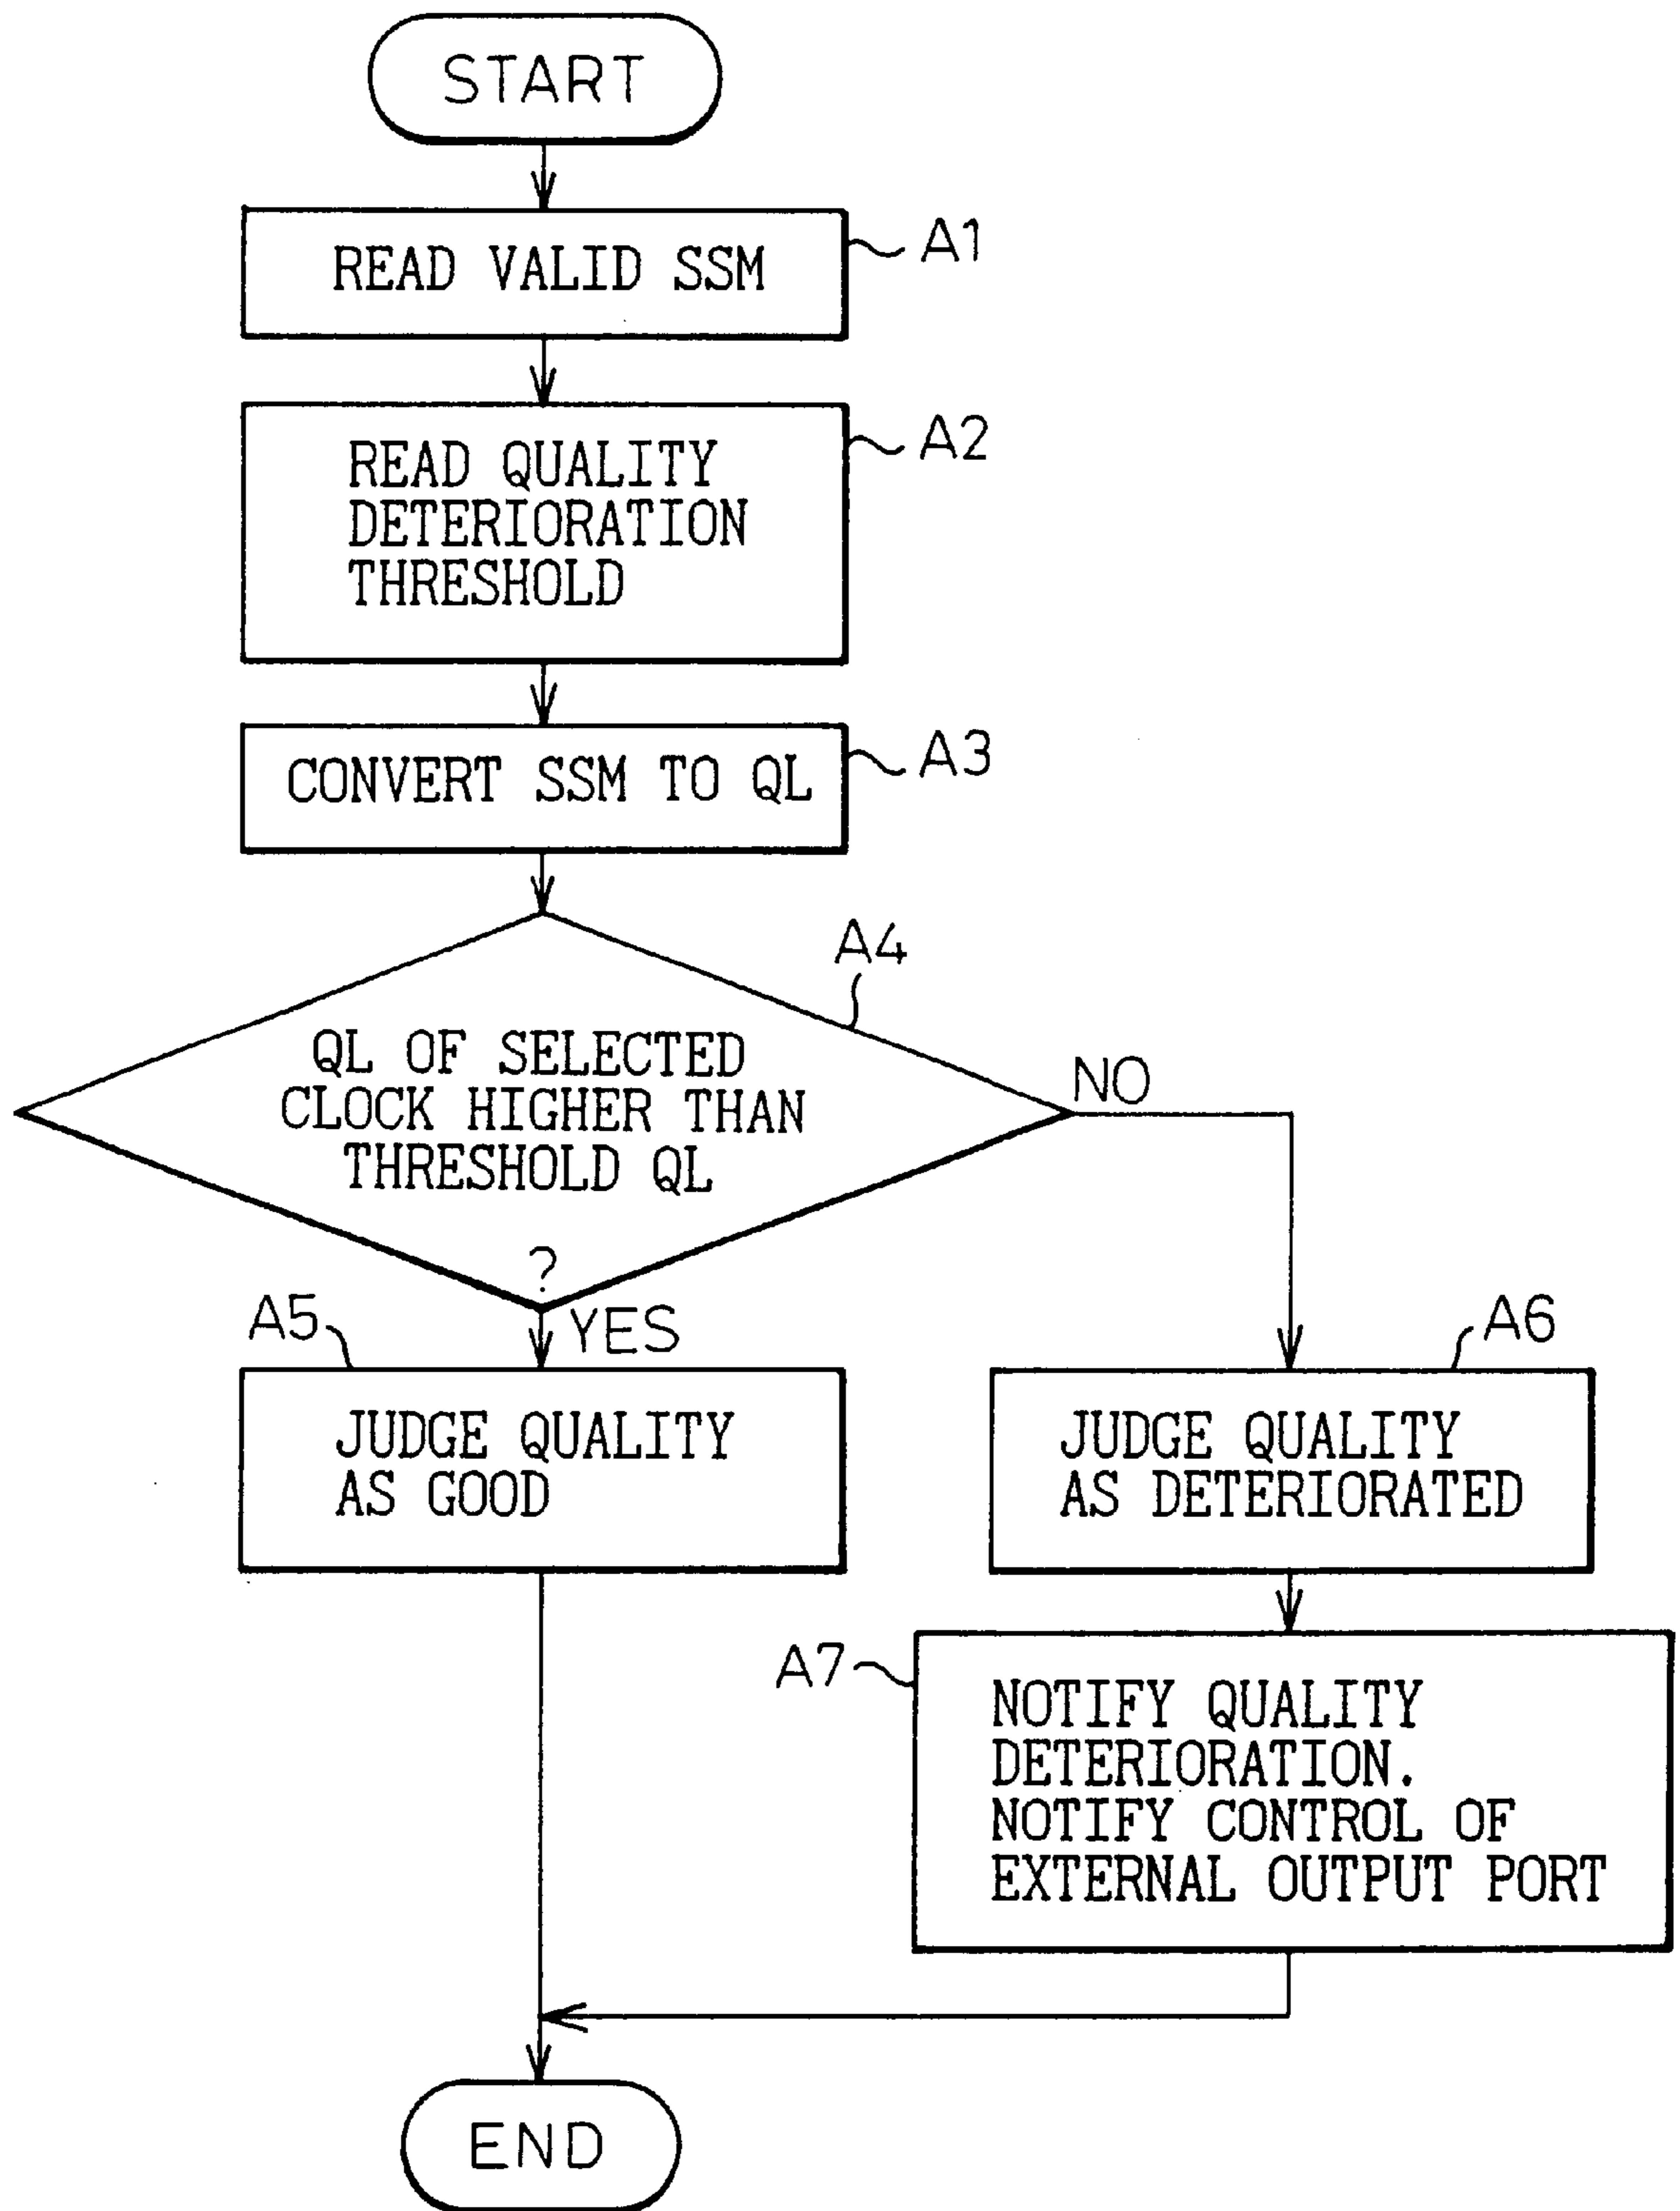 START
READ VALID SSM
A1
READ QUALITY
DETERIORATION
THRESHOLD
A2
CONVERT SSM TO QL
A3
A4
QL OF SELECTED
CLOCK HIGHER THAN
THRESHOLD QL
?
NO
YES
A5
JUDGE QUALITY
AS GOOD
A6
JUDGE QUALITY
AS DETERIORATED
A7
NOTIFY QUALITY
DETERIORATION.
NOTIFY CONTROL OF
EXTERNAL OUTPUT PORT
END